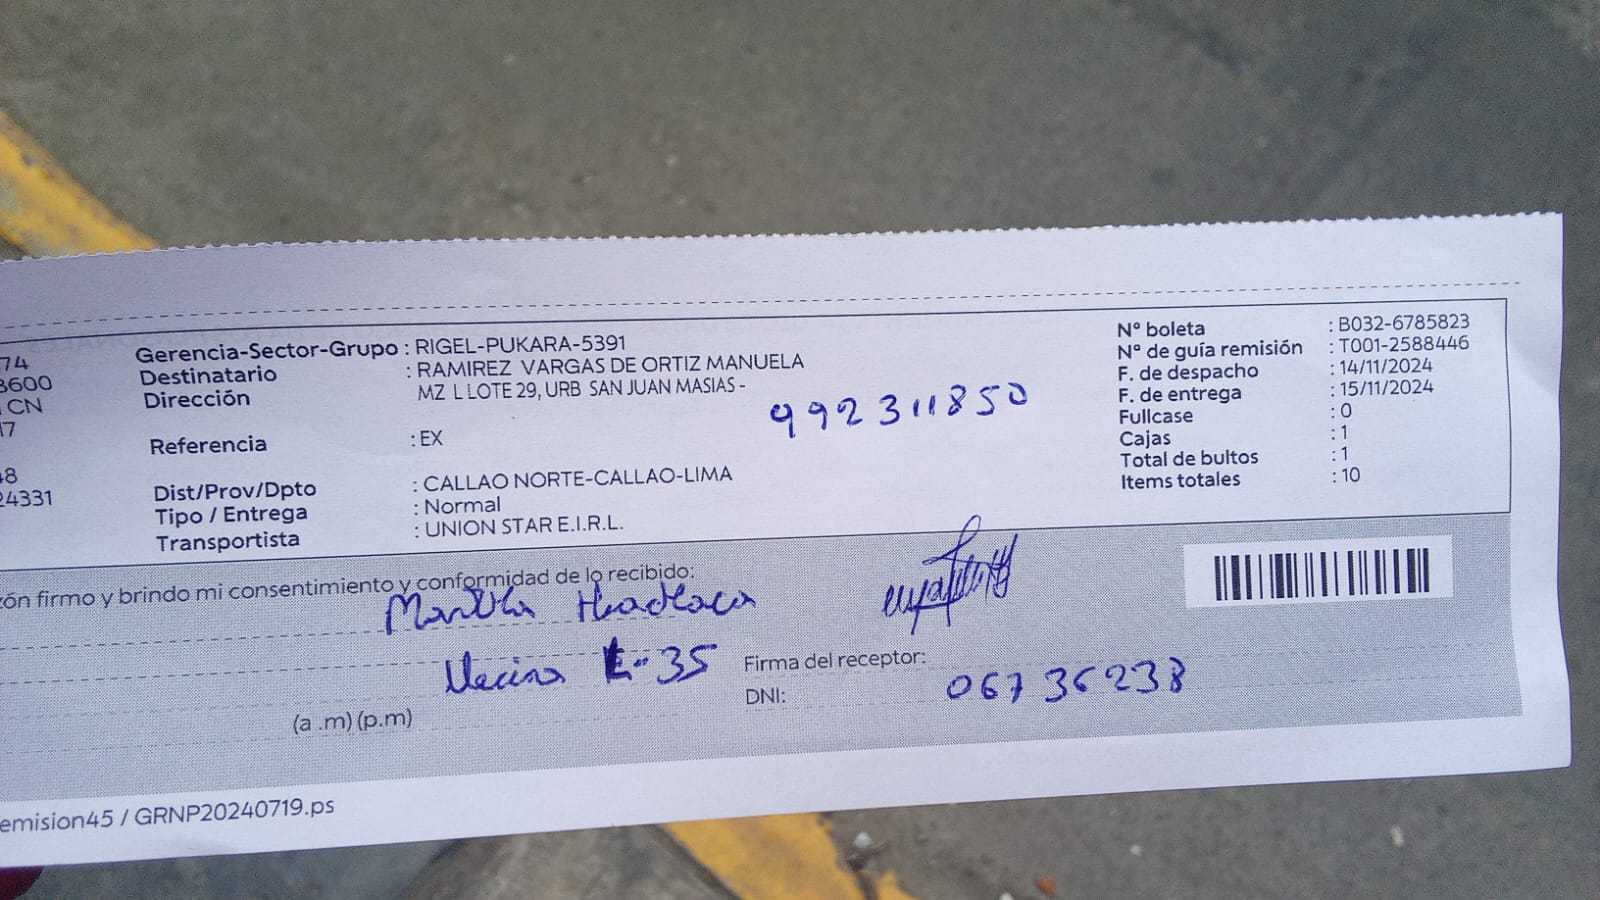 74
3600
CN
17
48
24331
Gerencia-Sector-Grupo : RIGEL-PUKARA-5391
Destinatario : RAMIREZ VARGAS DE ORTIZ MANUELA
Dirección MZ L LOTE 29, URB SAN JUAN MASIAS -
992311850
Referencia : EX
Dist/Prov/Dpto : CALLAO NORTE-CALLAO-LIMA
Tipo / Entrega : Normal
Transportista : UNION STAR E.I.R.L.
N° boleta : B032-6785823
N° de guía remisión : T001-2588446
F. de despacho : 14/11/2024
F. de entrega : 15/11/2024
Fullcase : 0
Cajas : 1
Total de bultos : 1
Items totales : 10
zón firmo y brindo mi consentimiento y conformidad de lo recibido:
Martha
Vecina L-35
Firma del receptor:
DNI: 06736238
(a .m) (p.m)
emision45 / GRNP20240719.ps